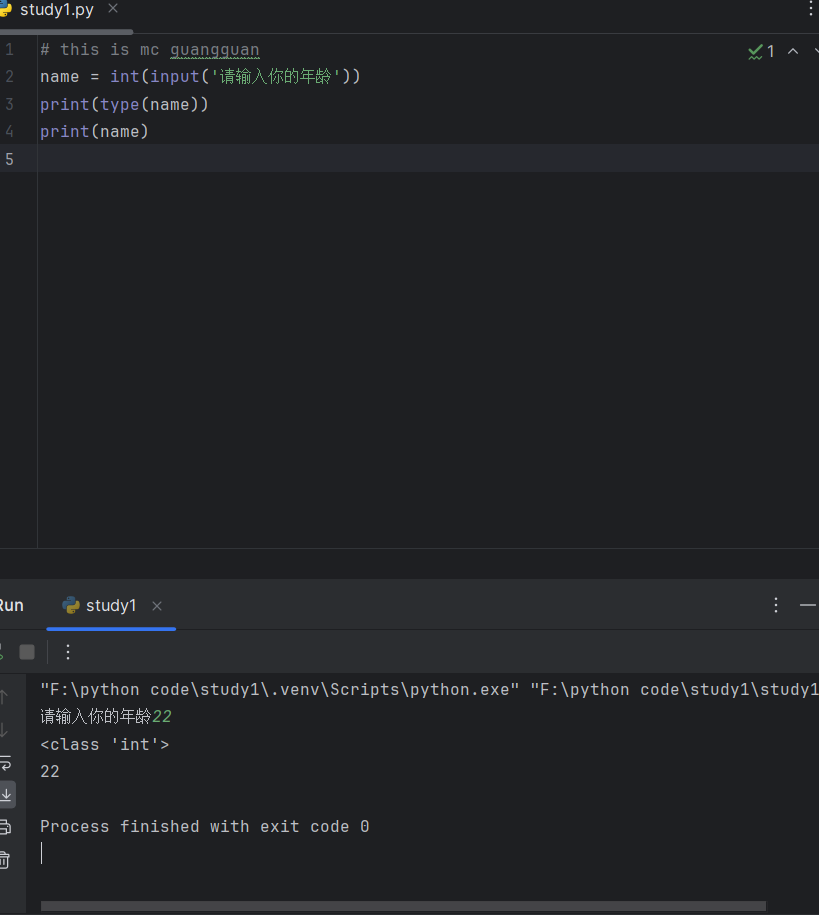 study1.py
1 # this is mc guangguan
2 name = int(input('请输入你的年龄'))
3 print(type(name))
4 print(name)
5
1
Run
study1
"F:\python code\study1\.venv\Scripts\python.exe" "F:\python code\study1\study1
请输入你的年龄22
<class 'int'>
22
Process finished with exit code 0